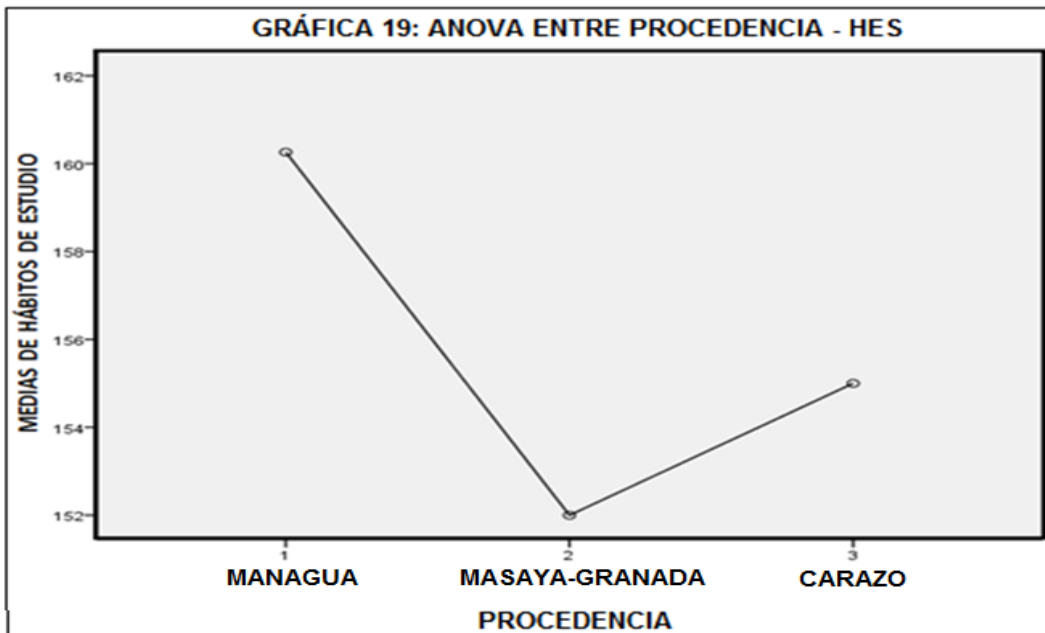 GRÁFICA 19: ANOVA ENTRE PROCEDENCIA - HES
MEDIAS DE HÁBITOS DE ESTUDIO
162
160
158
156
154
152
1 2 3
MANAGUA MASAYA-GRANADA CARAZO
PROCEDENCIA